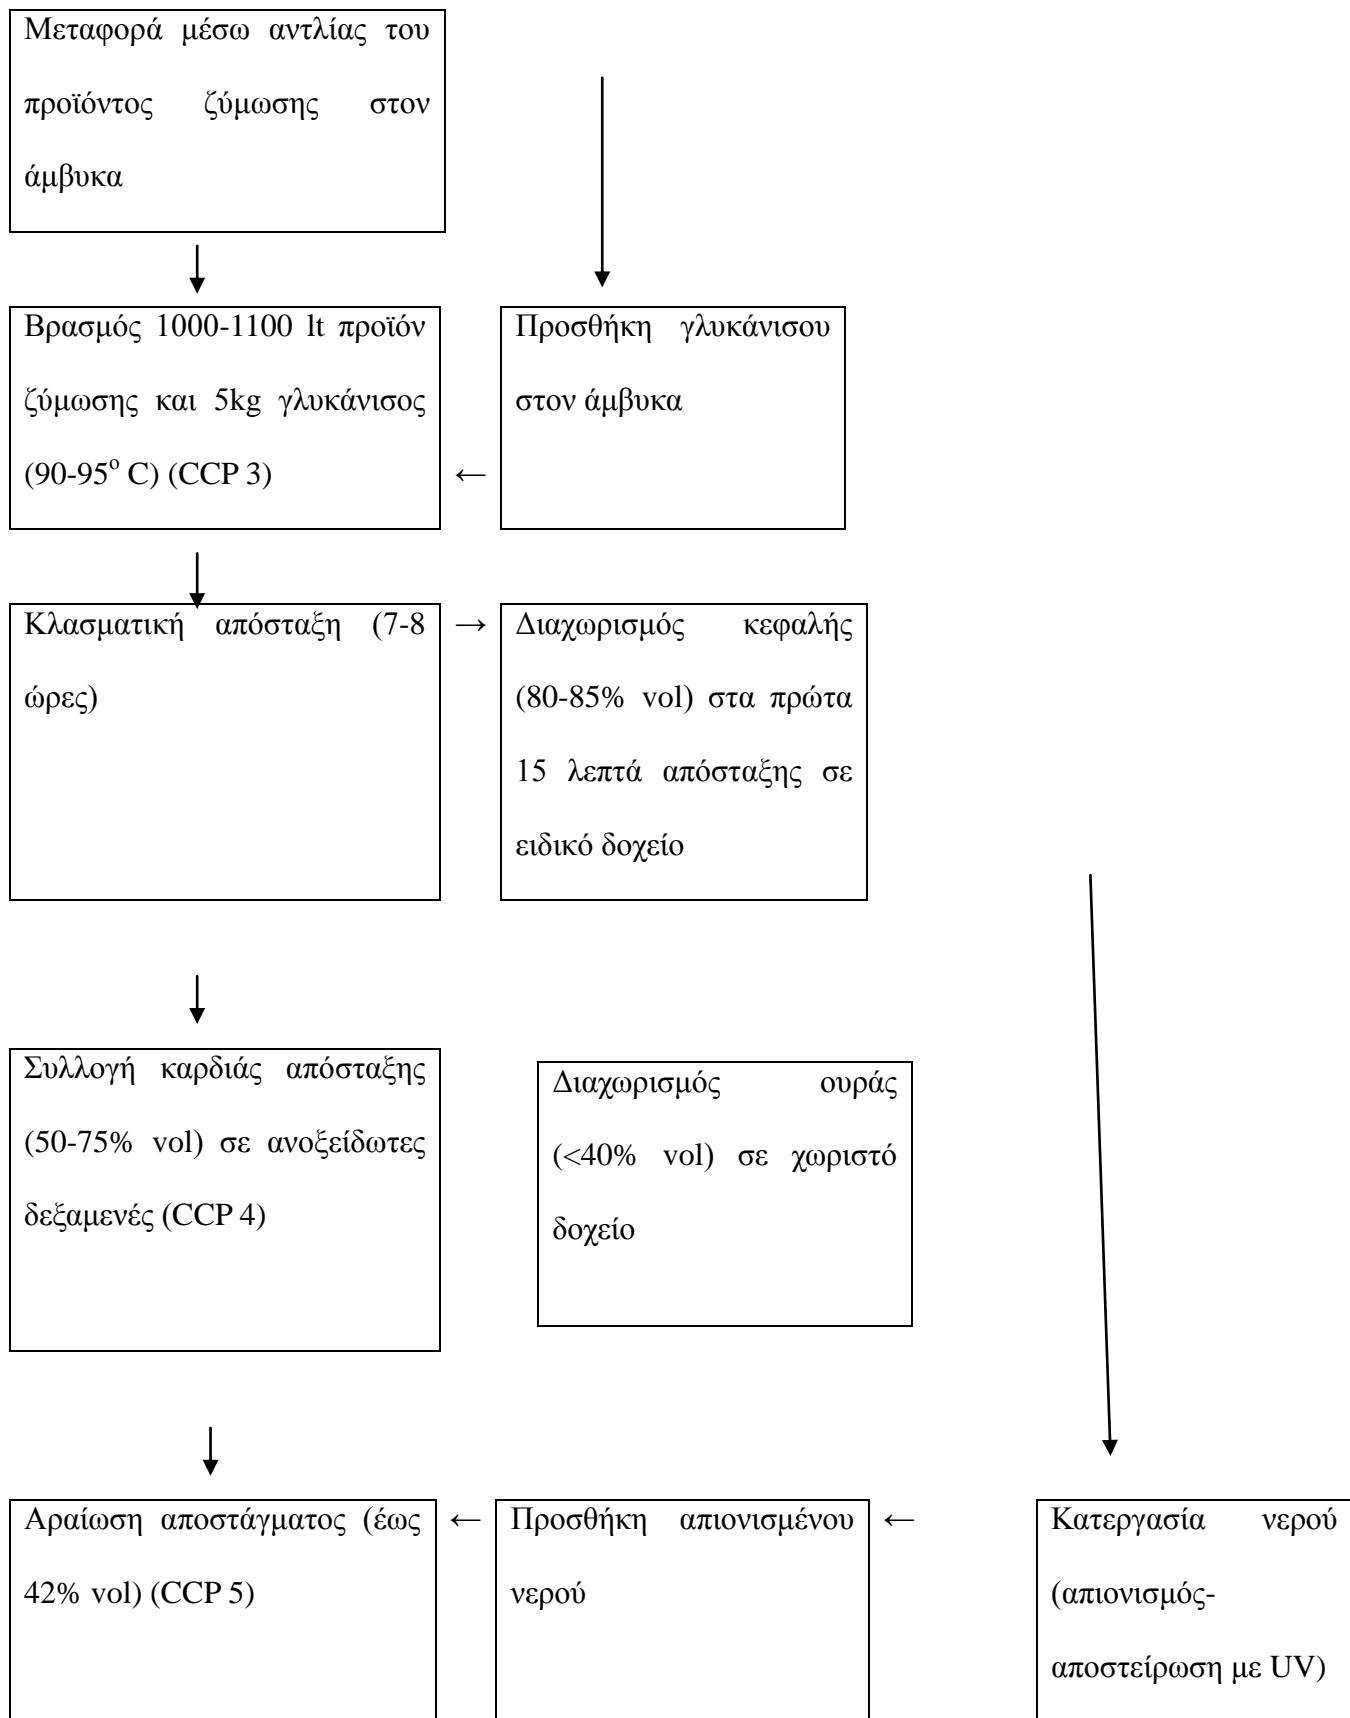 Μεταφορά μέσω αντλίας του
προϊόντος ζύμωσης στον
άμβυκα
Βρασμός 1000-1100 lt προϊόν
ζύμωσης και 5kg γλυκάνισος
(90-95° C) (CCP 3)
←
Προσθήκη γλυκάνισου
στον άμβυκα
Κλασματική απόσταξη (7-8
ώρες)
→
Διαχωρισμός κεφαλής
(80-85% vol) στα πρώτα
15 λεπτά απόσταξης σε
ειδικό δοχείο
Συλλογή καρδιάς απόσταξης
(50-75% vol) σε ανοξείδωτες
δεξαμενές (CCP 4)
Διαχωρισμός ουράς
(<40% vol) σε χωριστό
δοχείο
Αραίωση αποστάγματος (έως
42% vol) (CCP 5)
←
Προσθήκη απιονισμένου
νερού
←
Κατεργασία νερού
(απιονισμός-
αποστείρωση με UV)